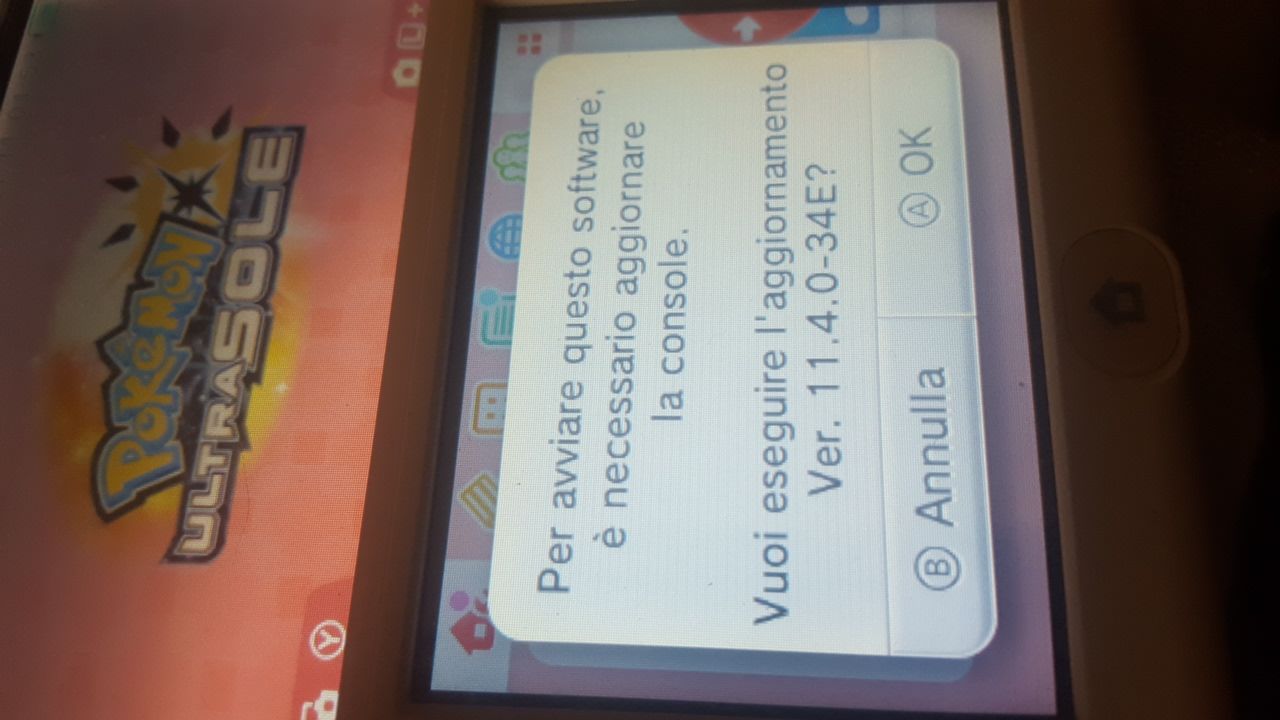 POKÉMON
ULTRASOLE
Y
L+
Per avviare questo software,
è necessario aggiornare
la console.
Vuoi eseguire l'aggiornamento
Ver. 11.4.0-34E?
B Annulla
A OK